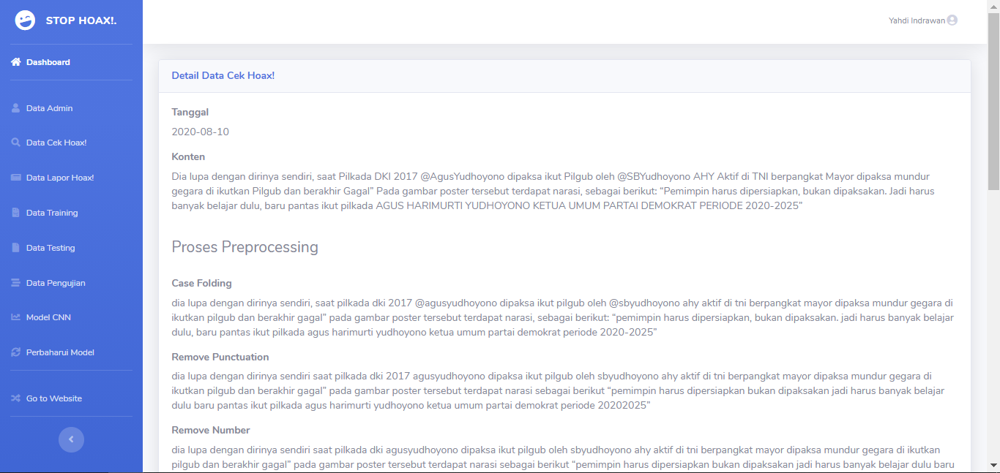 STOP HOAX!.
Yahdi Indrawan
Dashboard
Data Admin
Data Cek Hoax!
Data Lapor Hoax!
Data Training
Data Testing
Data Pengujian
Model CNN
Perbaharui Model
Go to Website
Detail Data Cek Hoax!
Tanggal
2020-08-10
Konten
Dia lupa dengan dirinya sendiri, saat Pilkada DKI 2017 @AgusYudhoyono dipaksa ikut Pilgub oleh @SBYudhoyono AHY Aktif di TNI berpangkat Mayor dipaksa mundur
gegara di ikutkan Pilgub dan berakhir Gagal” Pada gambar poster tersebut terdapat narasi, sebagai berikut: “Pemimpin harus dipersiapkan, bukan dipaksakan. Jadi harus
banyak belajar dulu, baru pantas ikut pilkada AGUS HARIMURTI YUDHOYONO KETUA UMUM PARTAI DEMOKRAT PERIODE 2020-2025”
Proses Preprocessing
Case Folding
dia lupa dengan dirinya sendiri, saat pilkada dki 2017 @agusyudhoyono dipaksa ikut pilgub oleh @sbyudhoyono ahy aktif di tni berpangkat mayor dipaksa mundur gegara di
ikutkan pilgub dan berakhir gagal” pada gambar poster tersebut terdapat narasi, sebagai berikut: “pemimpin harus dipersiapkan, bukan dipaksakan. jadi harus banyak belajar
dulu, baru pantas ikut pilkada agus harimurti yudhoyono ketua umum partai demokrat periode 2020-2025”
Remove Punctuation
dia lupa dengan dirinya sendiri saat pilkada dki 2017 agusyudhoyono dipaksa ikut pilgub oleh sbyudhoyono ahy aktif di tni berpangkat mayor dipaksa mundur gegara di
ikutkan pilgub dan berakhir gagal” pada gambar poster tersebut terdapat narasi sebagai berikut “pemimpin harus dipersiapkan bukan dipaksakan jadi harus banyak belajar
dulu baru pantas ikut pilkada agus harimurti yudhoyono ketua umum partai demokrat periode 20202025”
Remove Number
dia lupa dengan dirinya sendiri saat pilkada dki agusyudhoyono dipaksa ikut pilgub oleh sbyudhoyono ahy aktif di tni berpangkat mayor dipaksa mundur gegara di ikutkan
pilgub dan berakhir gagal” pada gambar poster tersebut terdapat narasi sebagai berikut “pemimpin harus dipersiapkan bukan dipaksakan jadi harus banyak belajar dulu baru